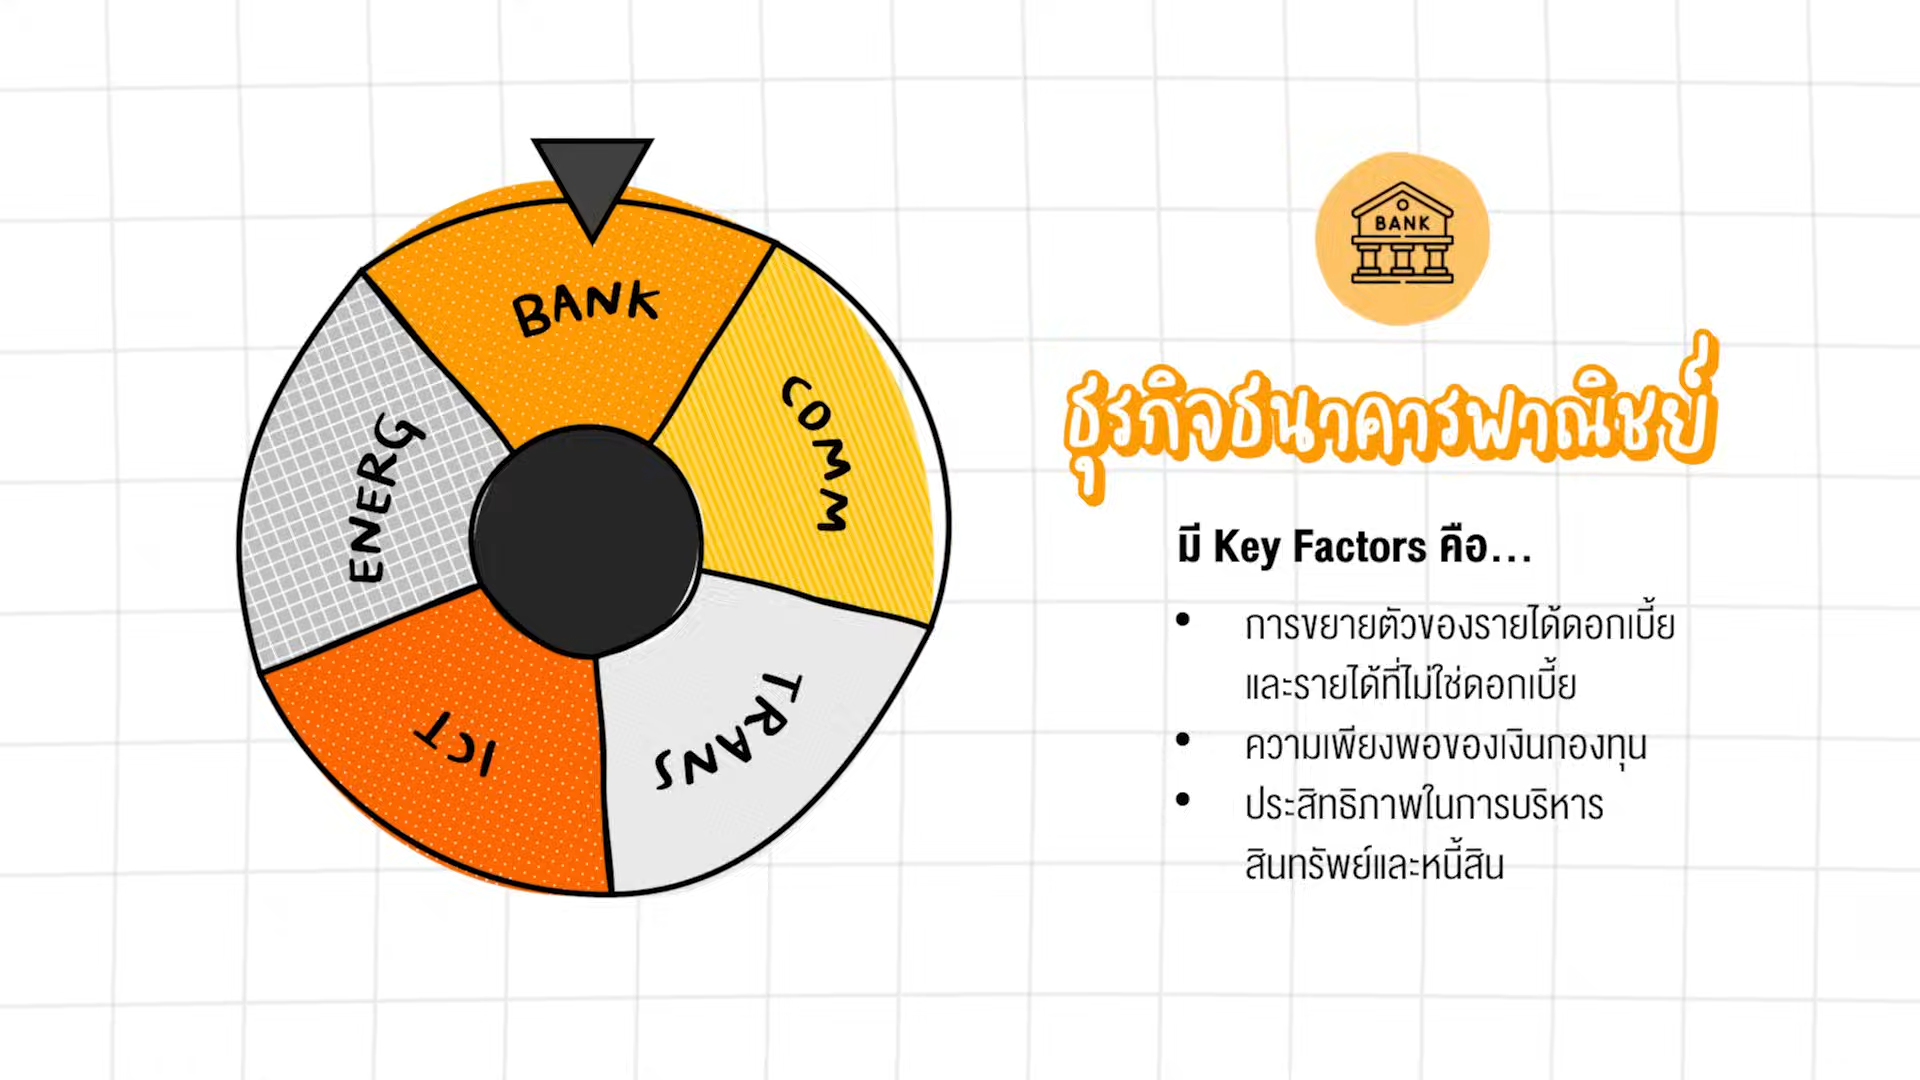 BANK
COMM
TRANS
ICT
ENERG
BANK
ธุรกิจธนาคารพาณิชย์
มี Key Factors คือ...
• การขยายตัวของรายได้ดอกเบี้ย
และรายได้ที่ไม่ใช่ดอกเบี้ย
• ความเพียงพอของเงินกองทุน
• ประสิทธิภาพในการบริหาร
สินทรัพย์และหนี้สิน